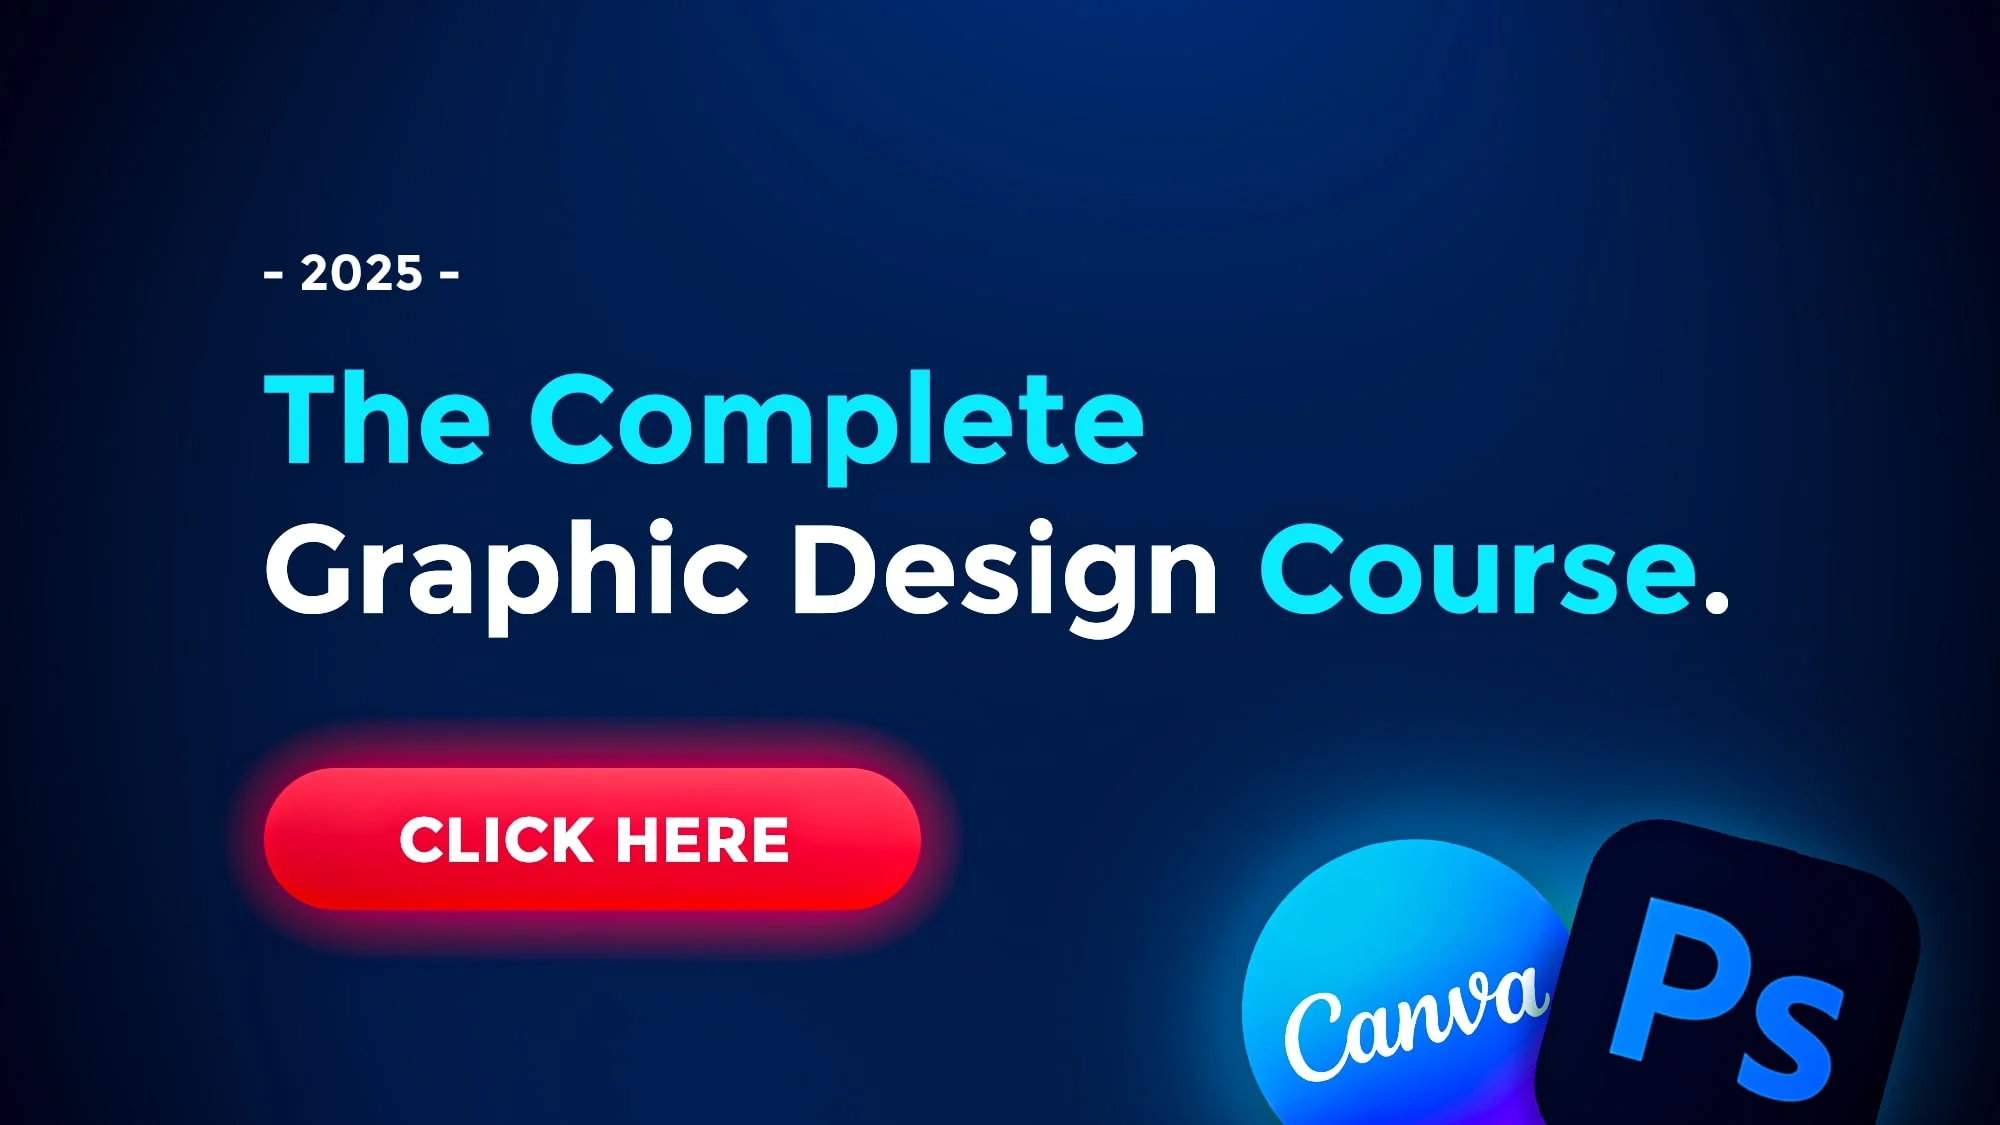 - 2025 -
The Complete
Graphic Design Course.
CLICK HERE
Canva
Ps